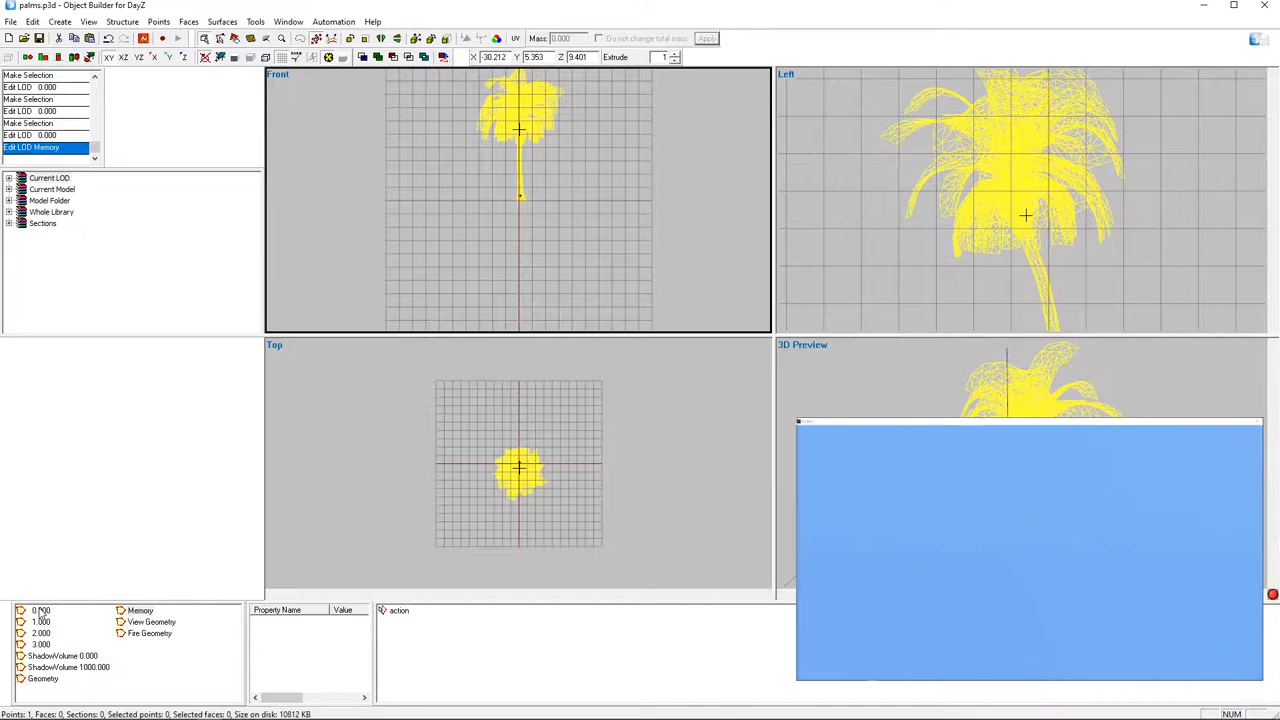 palms.p3d - Object Builder for DayZ
File Edit Create View Structure Points Faces Surfaces Tools Window Automation Help
UV Mass: 0.000 Do not change total mass Apply
XY XZ YZ X Y Z X -30.212 Y 5.353 Z 9.401 Extrude 1
Make Selection
Edit LOD 0.000
Make Selection
Edit LOD 0.000
Make Selection
Edit LOD 0.000
Edit LOD Memory
Current LOD
Current Model
Model Folder
Whole Library
Sections
Front
Left
Top
3D Preview
0.000 Memory
1.000 View Geometry
2.000 Fire Geometry
3.000
ShadowVolume 0.000
ShadowVolume 1000.000
Geometry
Property Name Value
action
Points: 1, Faces: 0, Sections: 0, Selected points: 0, Selected faces: 0, Size on disk: 10812 KB
NUM